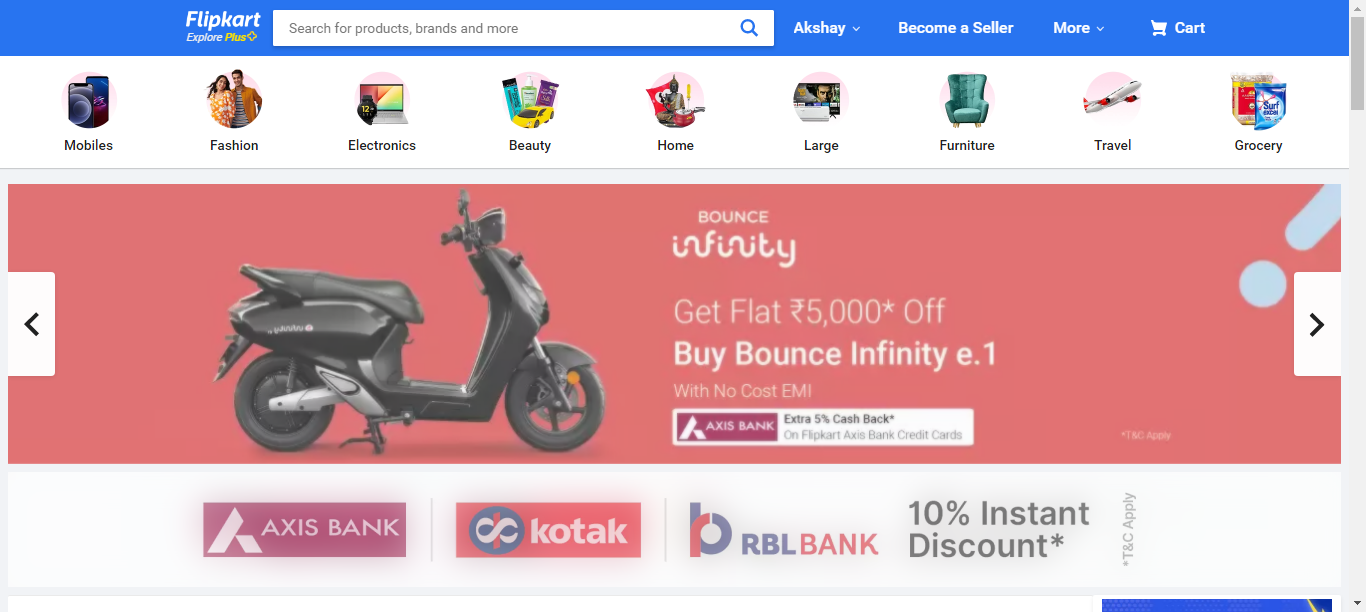 Flipkart
Explore Plus
Search for products, brands and more
Akshay
Become a Seller
More
Cart
Mobiles
Fashion
Electronics
Beauty
Home
Large
Furniture
Travel
Grocery
12
Surf excel
BOUNCE
infinity
Get Flat ₹5,000* Off
Buy Bounce Infinity e.1
With No Cost EMI
AXIS BANK
Extra 5% Cash Back*
On Flipkart Axis Bank Credit Cards
*T&C Apply
AXIS BANK
kotak
RBL BANK
10% Instant
Discount*
*T&C Apply